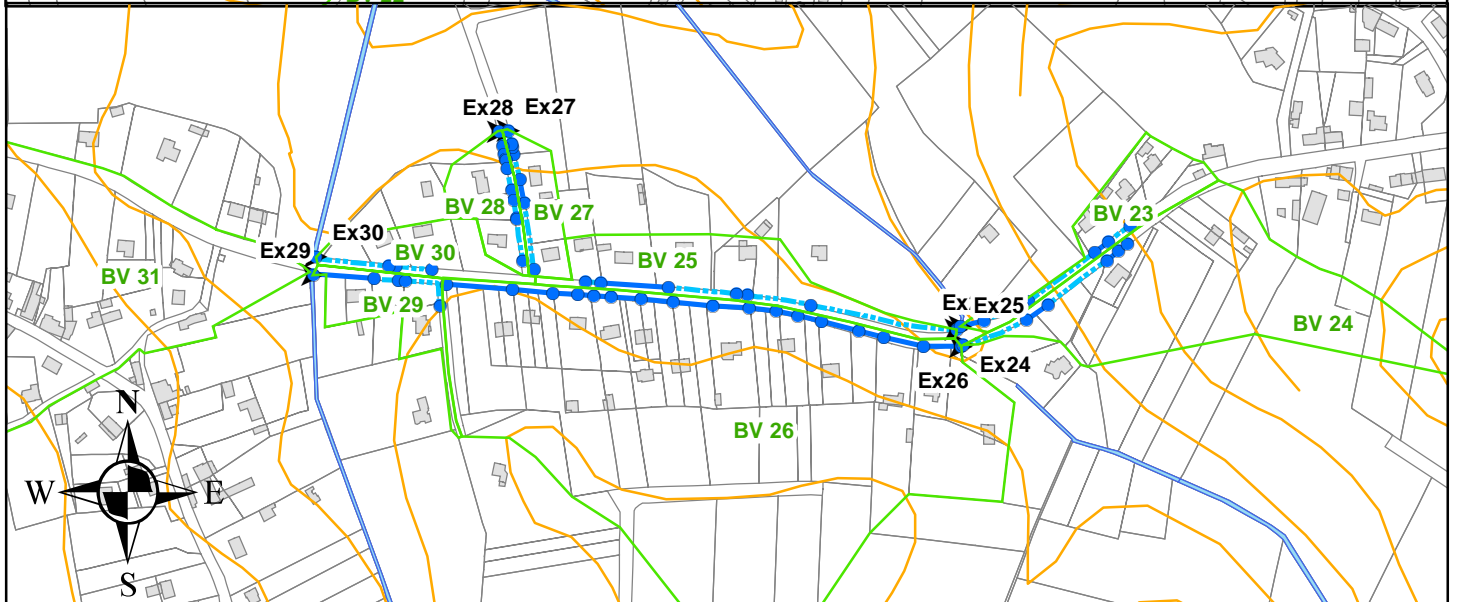 Ex28 Ex27
BV 28
BV 27
BV 23
Ex30
Ex29
BV 30
BV 25
BV 31
BV 29
Ex25
BV 24
Ex24
Ex26
BV 26
N
W E
S